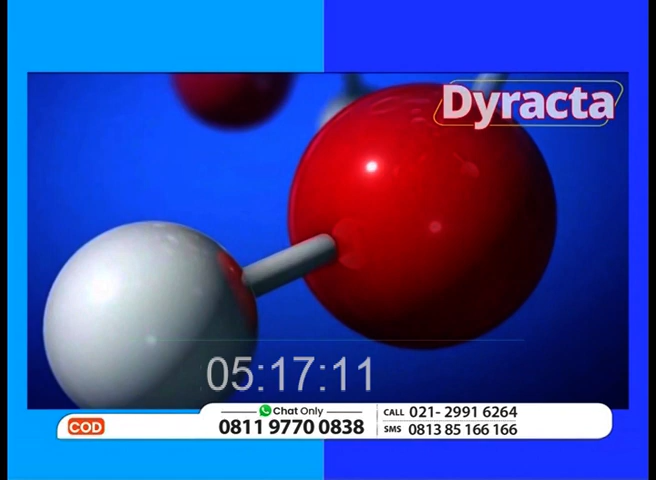 Dyracta
05:17:11
COD
Chat Only
0811 9770 0838
CALL 021- 2991 6264
SMS 0813 85 166 166